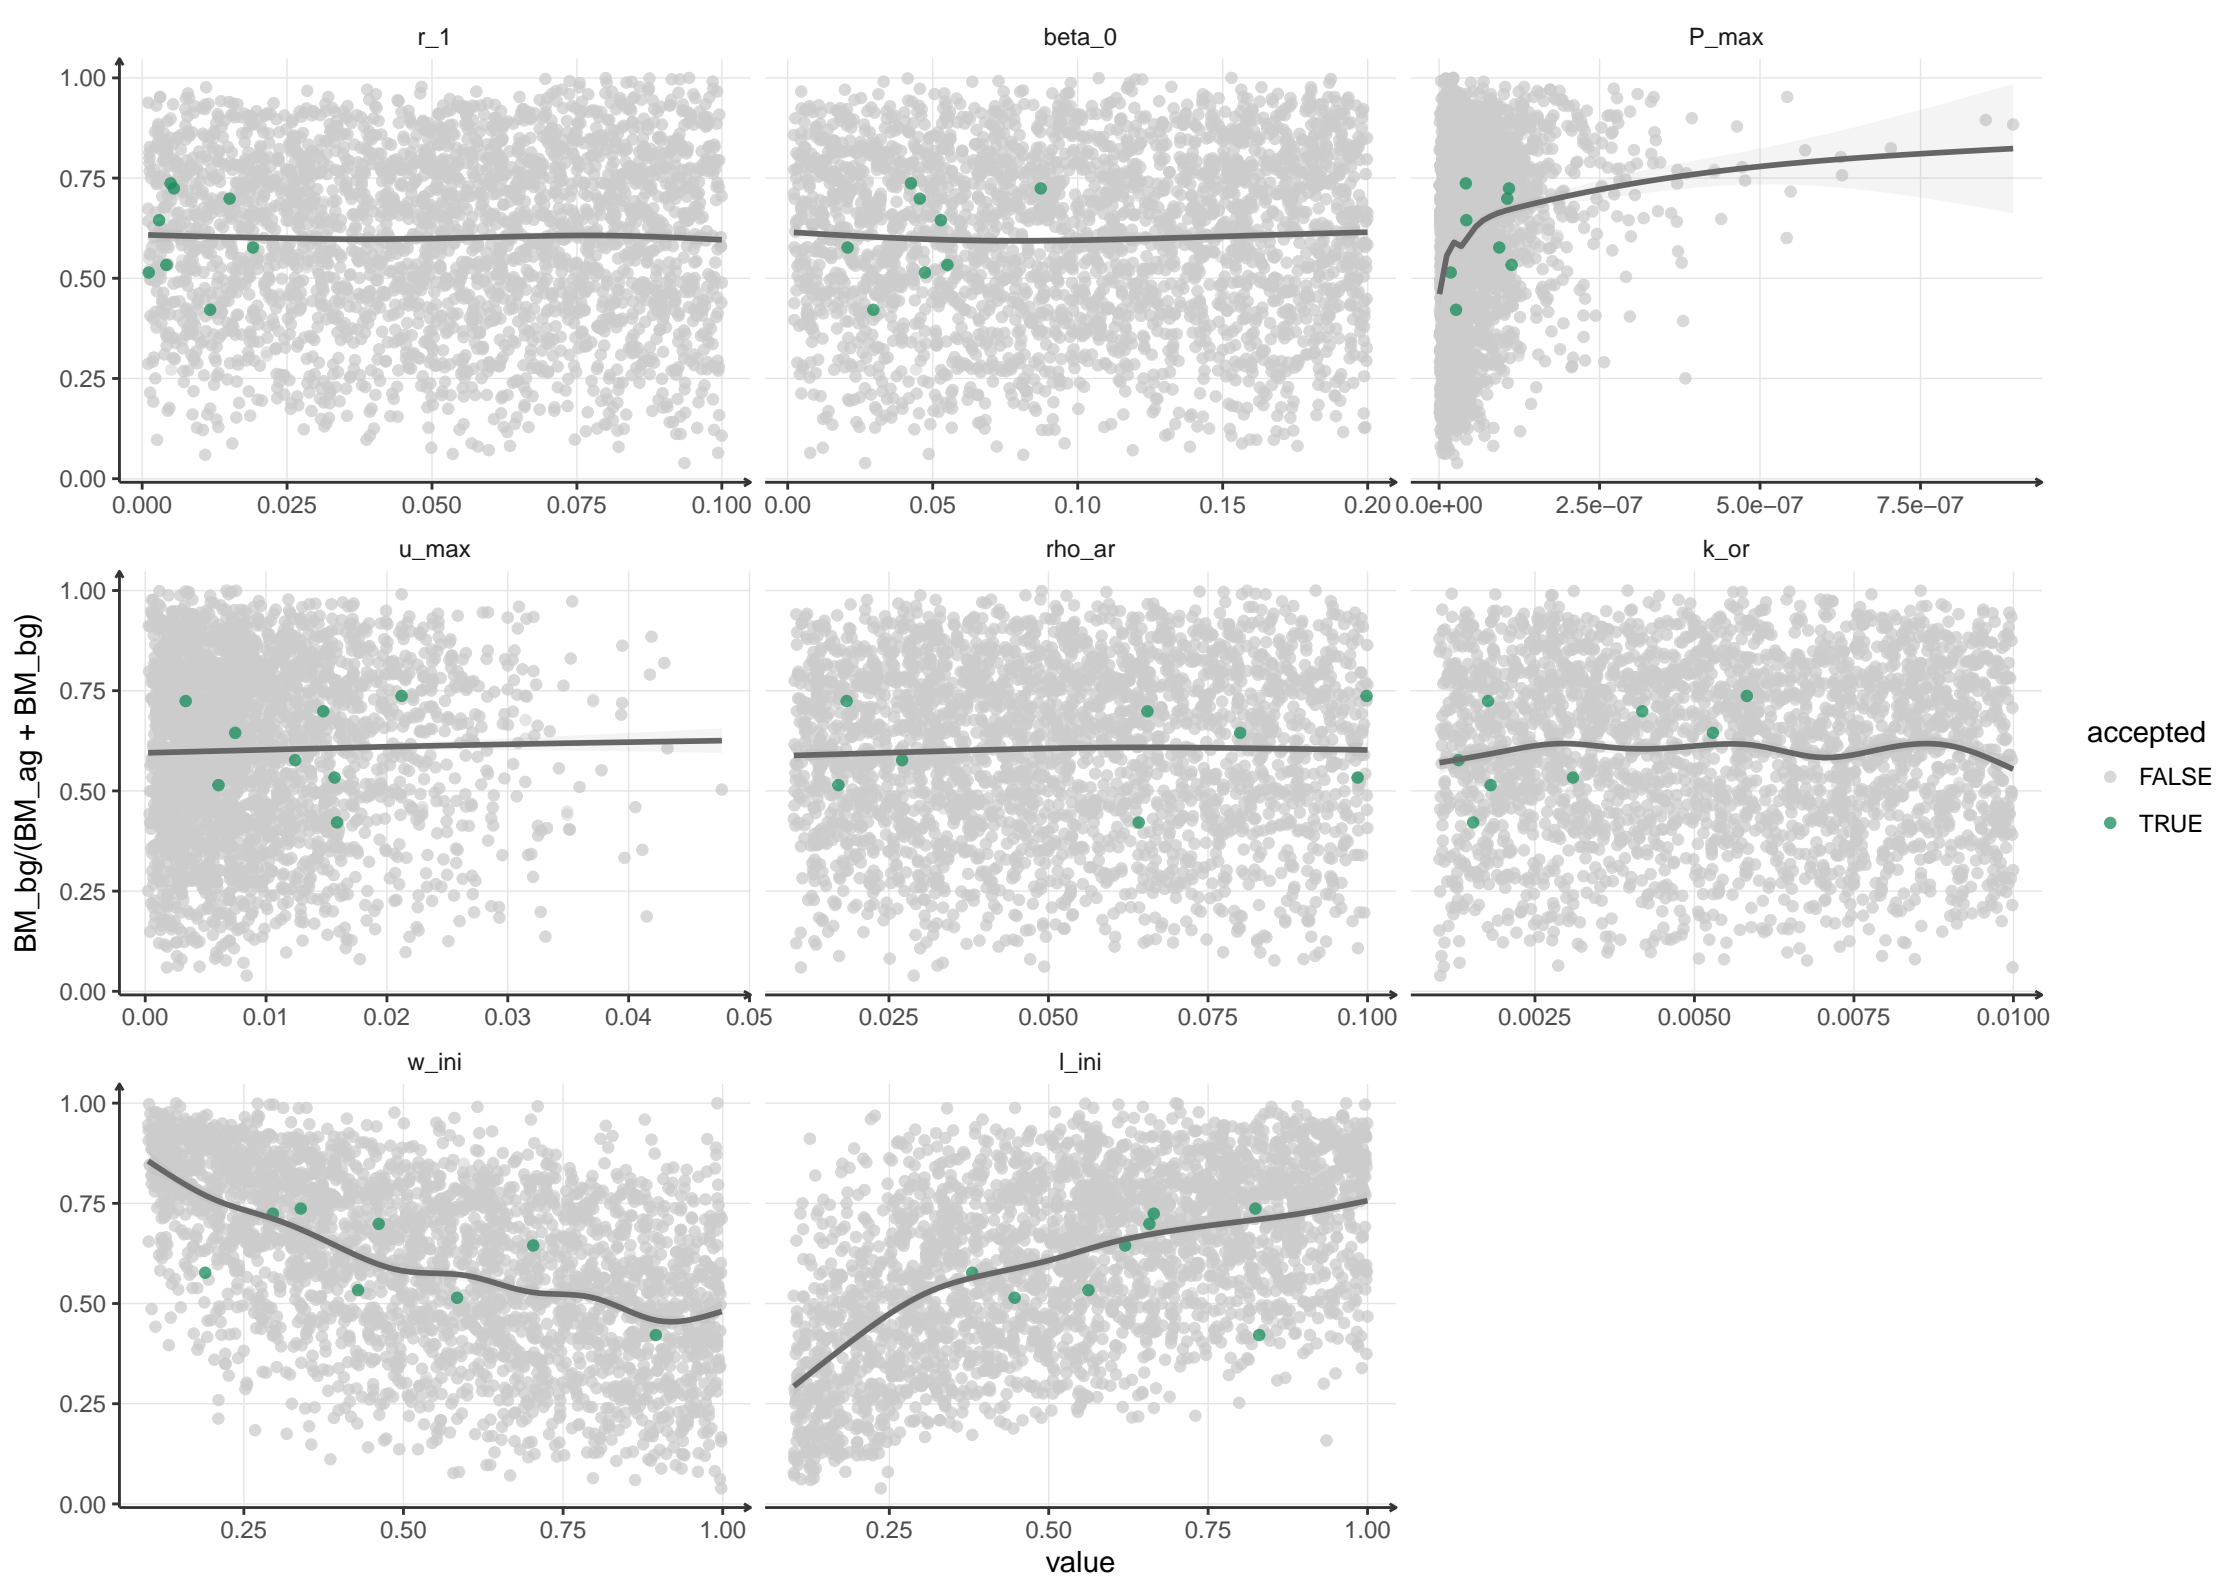 r_1 beta_0 P_max
1.00
0.75
0.50
0.25
0.00
0.000 0.025 0.050 0.075 0.100 0.00 0.05 0.10 0.15 0.20 0.0e+00 2.5e−07 5.0e−07 7.5e−07
u_max rho_ar k_or
1.00
0.75
0.50
0.25
0.00
0.00 0.01 0.02 0.03 0.04 0.05 0.025 0.050 0.075 0.100 0.0025 0.0050 0.0075 0.0100
BM_bg/(BM_ag + BM_bg)
accepted
FALSE
TRUE
w_ini l_ini
1.00
0.75
0.50
0.25
0.00
0.25 0.50 0.75 1.00 0.25 0.50 0.75 1.00
value